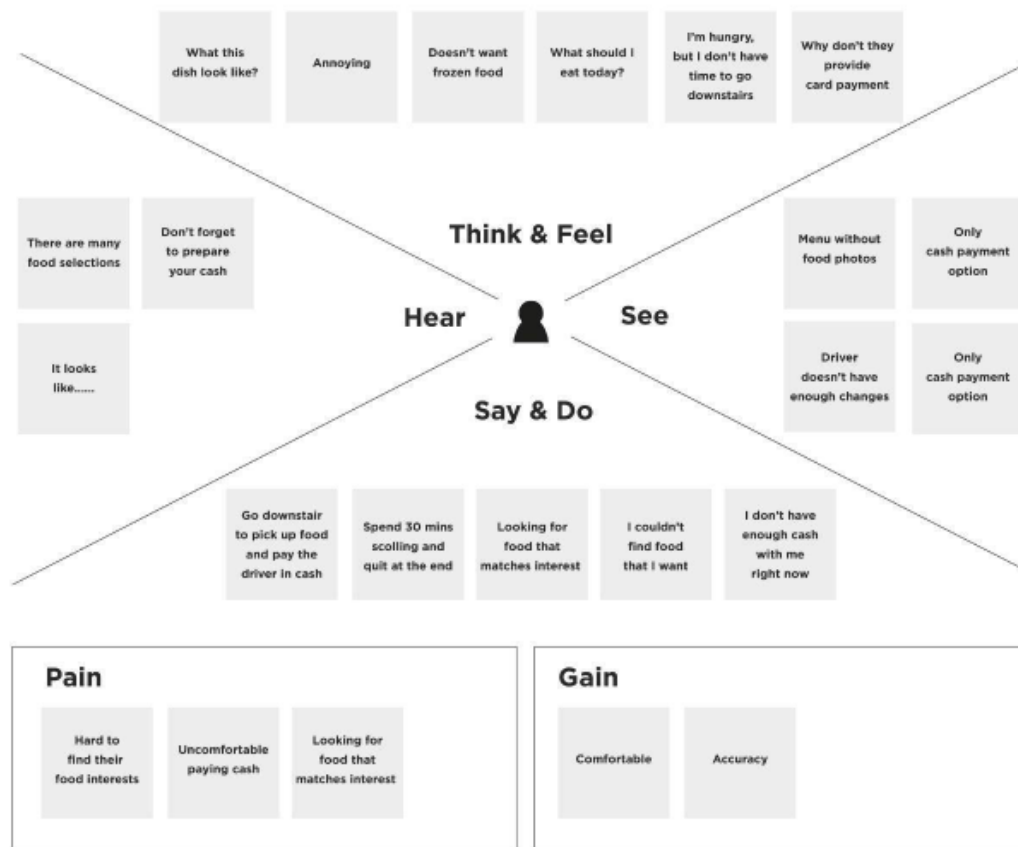 What this
dish look like?
Annoying
Doesn't want
frozen food
What should I
eat today?
I'm hungry,
but I don't have
time to go
downstairs
Why don't they
provide
card payment
Think & Feel
There are many
food selections
Don't forget
to prepare
your cash
It looks
like......
Hear
See
Menu without
food photos
Only
cash payment
option
Driver
doesn't have
enough changes
Only
cash payment
option
Say & Do
Go downstair
to pick up food
and pay the
driver in cash
Spend 30 mins
scolling and
quit at the end
Looking for
food that
matches interest
I couldn't
find food
that I want
I don't have
enough cash
with me
right now
Pain
Hard to
find their
food interests
Uncomfortable
paying cash
Looking for
food that
matches interest
Gain
Comfortable
Accuracy